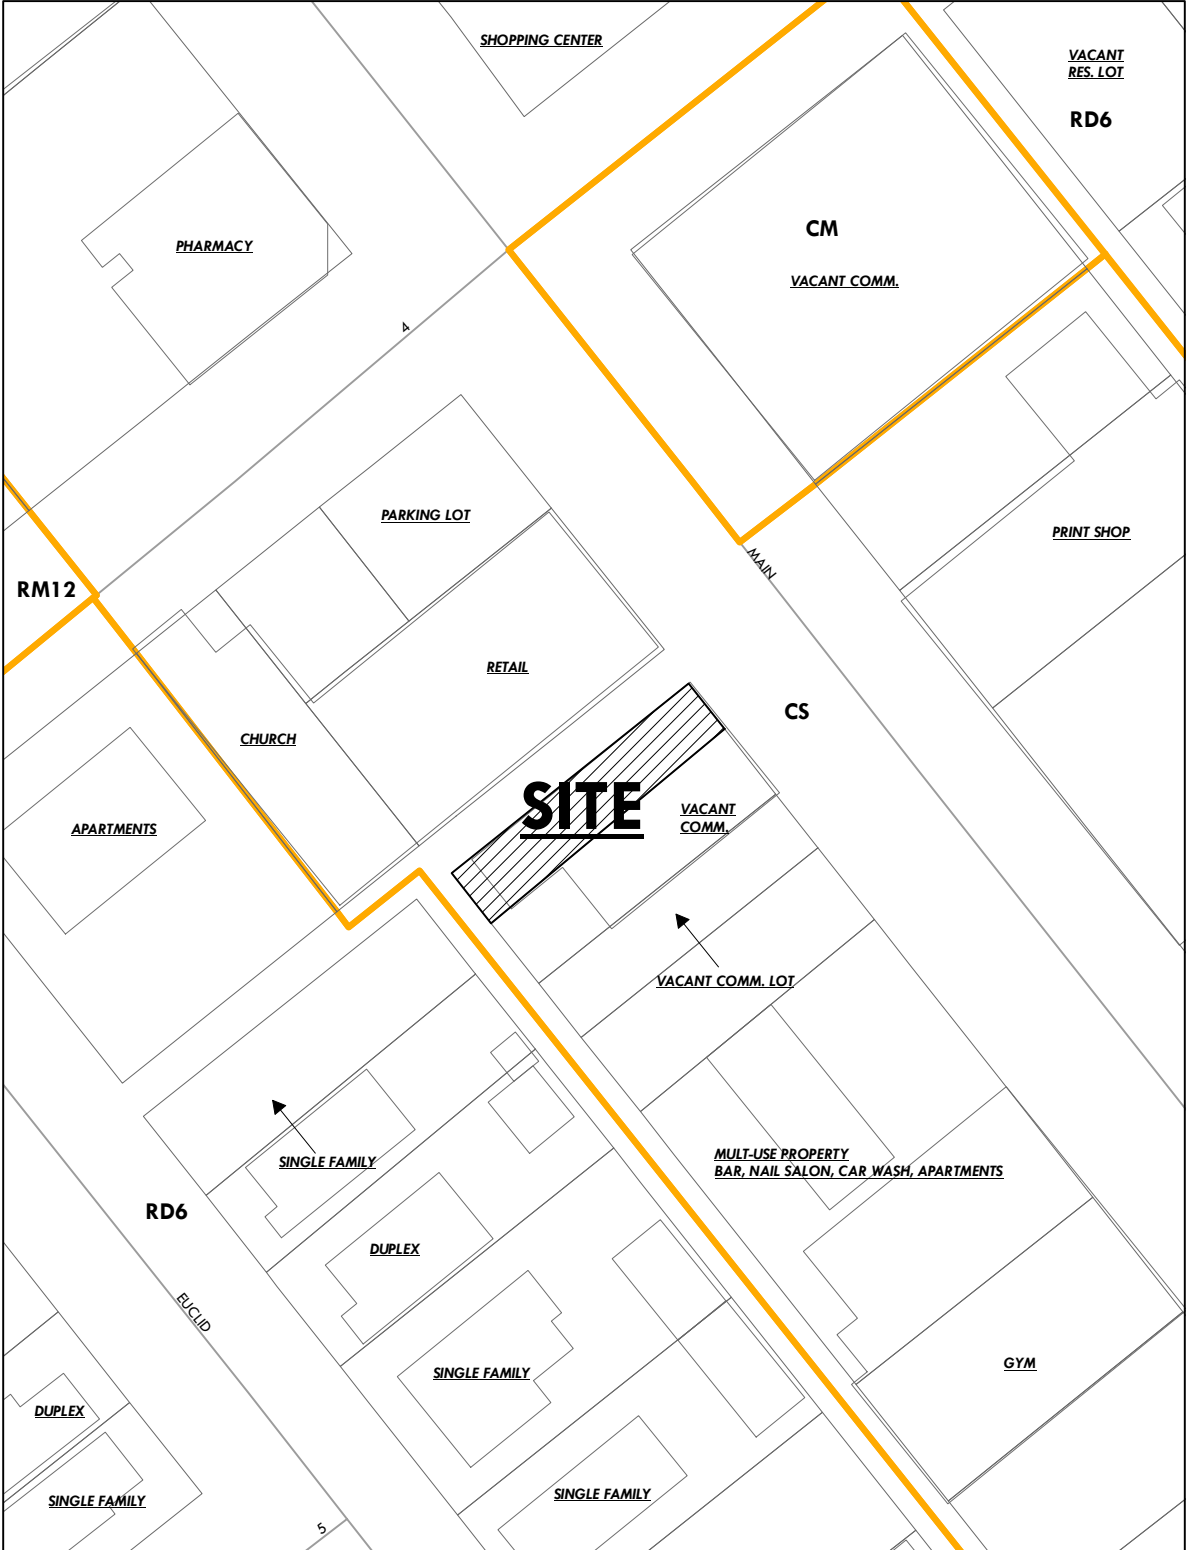 SHOPPING CENTER
VACANT
RES. LOT
RD6
CM
PHARMACY
VACANT COMM.
4
PARKING LOT
PRINT SHOP
MAIN
RM12
RETAIL
CS
CHURCH
SITE
VACANT
COMM.
APARTMENTS
VACANT COMM. LOT
SINGLE FAMILY
MULT-USE PROPERTY
BAR, NAIL SALON, CAR WASH, APARTMENTS
RD6
DUPLEX
EUCLID
GYM
SINGLE FAMILY
DUPLEX
SINGLE FAMILY
SINGLE FAMILY
5